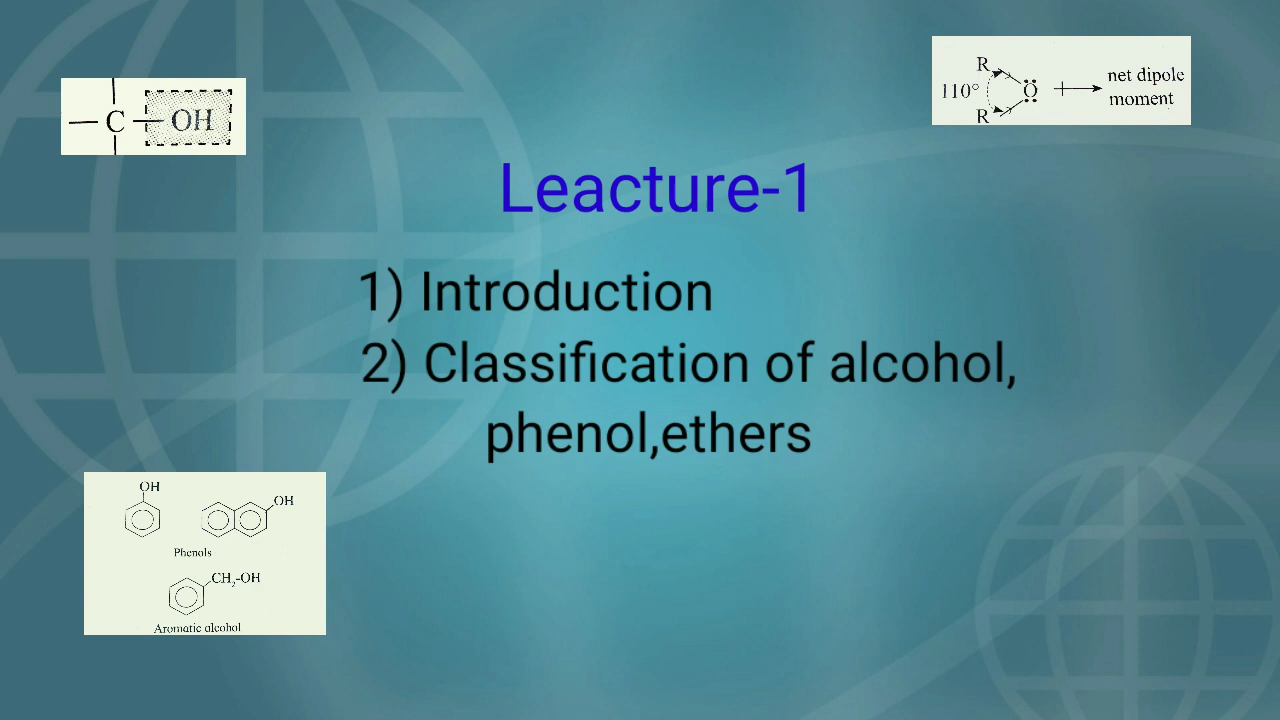 C
OH
R
110°
O
R
net dipole
moment
Leacture-1
1) Introduction
2) Classification of alcohol,
phenol,ethers
OH
OH
Phenols
CH₂-OH
Aromatic alcohol